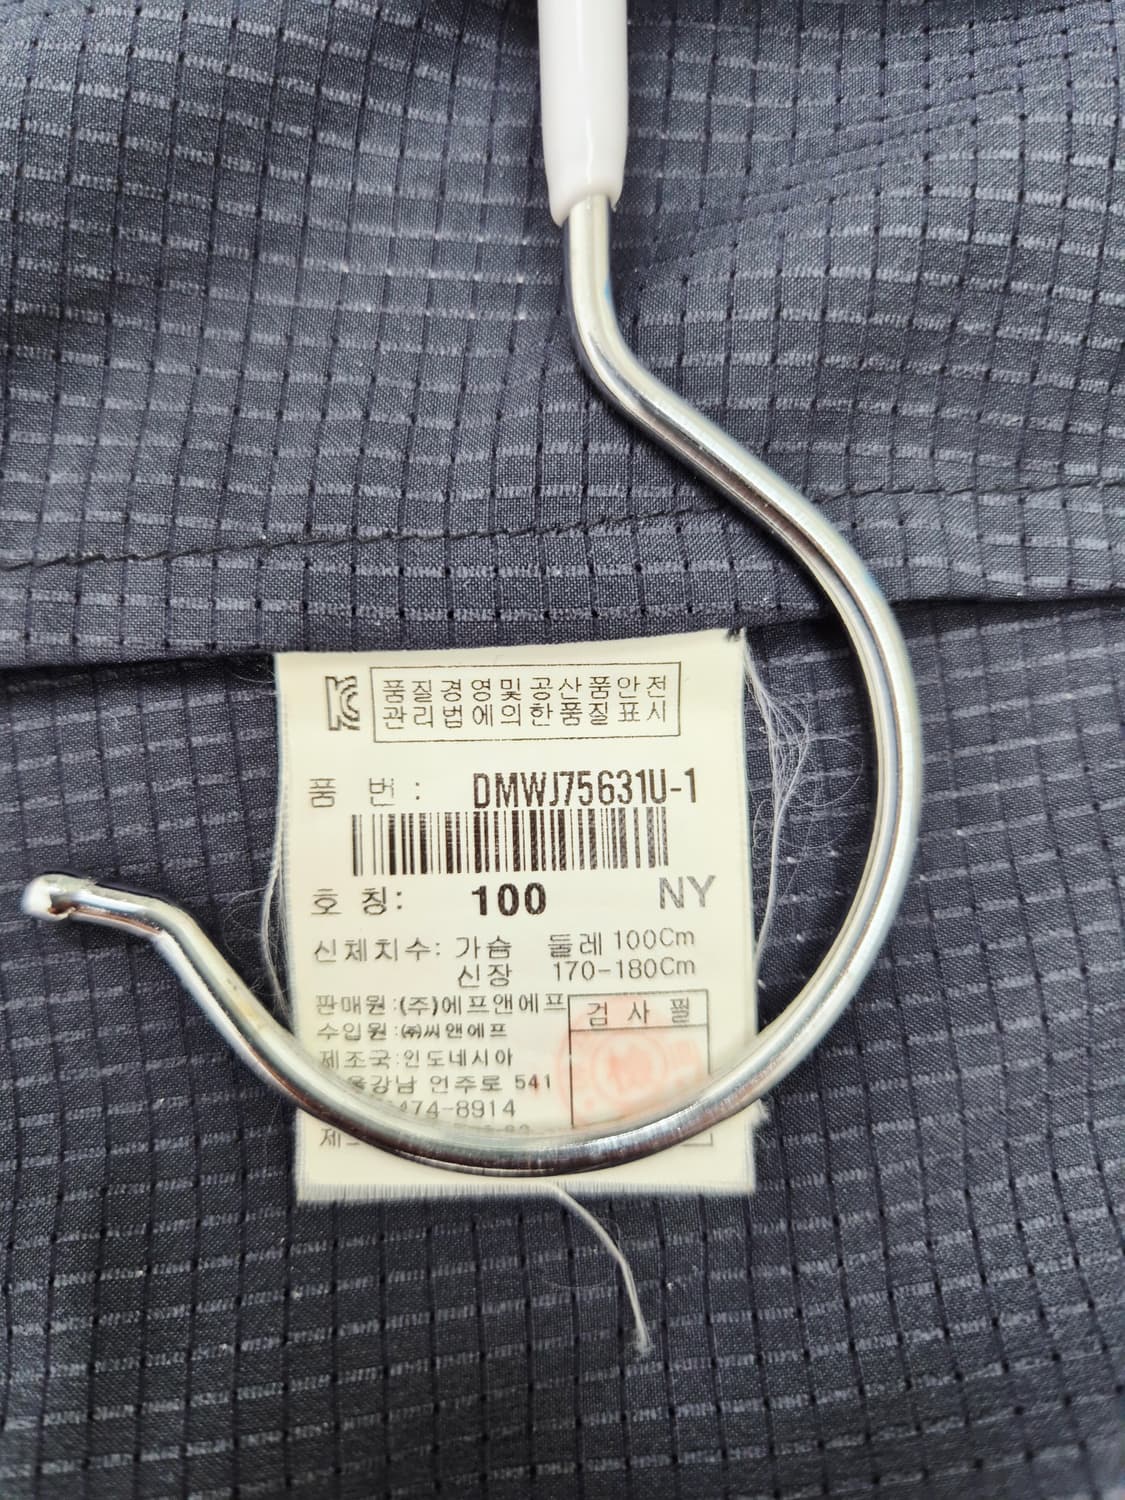 품질경영및공산품안전
관리법에의한품질표시
품 번 : DMWJ75631U-1
호 칭: 100 NY
신체치수: 가슴 둘레 100Cm
신장 170-180Cm
판매원:(주)에프앤에프
수입원:㈜씨앤에프
검 사 필
제조국:인도네시아
강남 언주로 541
474-8914